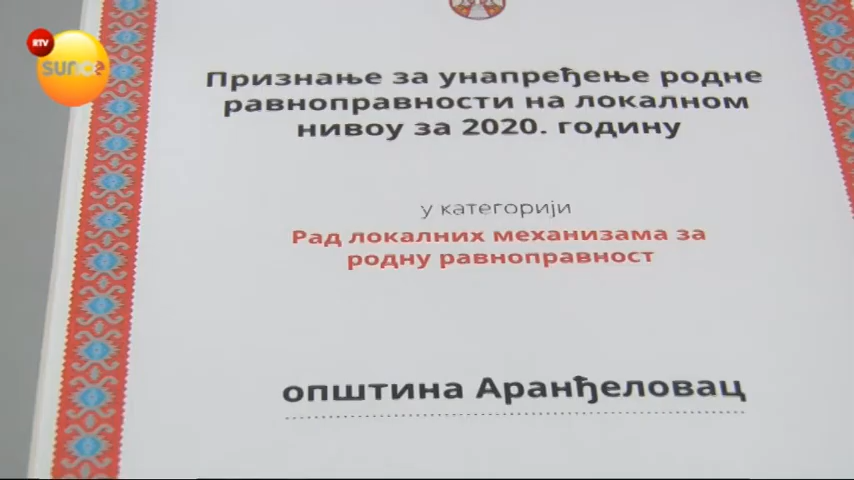 RTV
sunce
Признање за унапређење родне
равноправности на локалном
нивоу за 2020. годину
у категорији
Рад локалних механизама за
родну равноправност
општина Аранђеловац